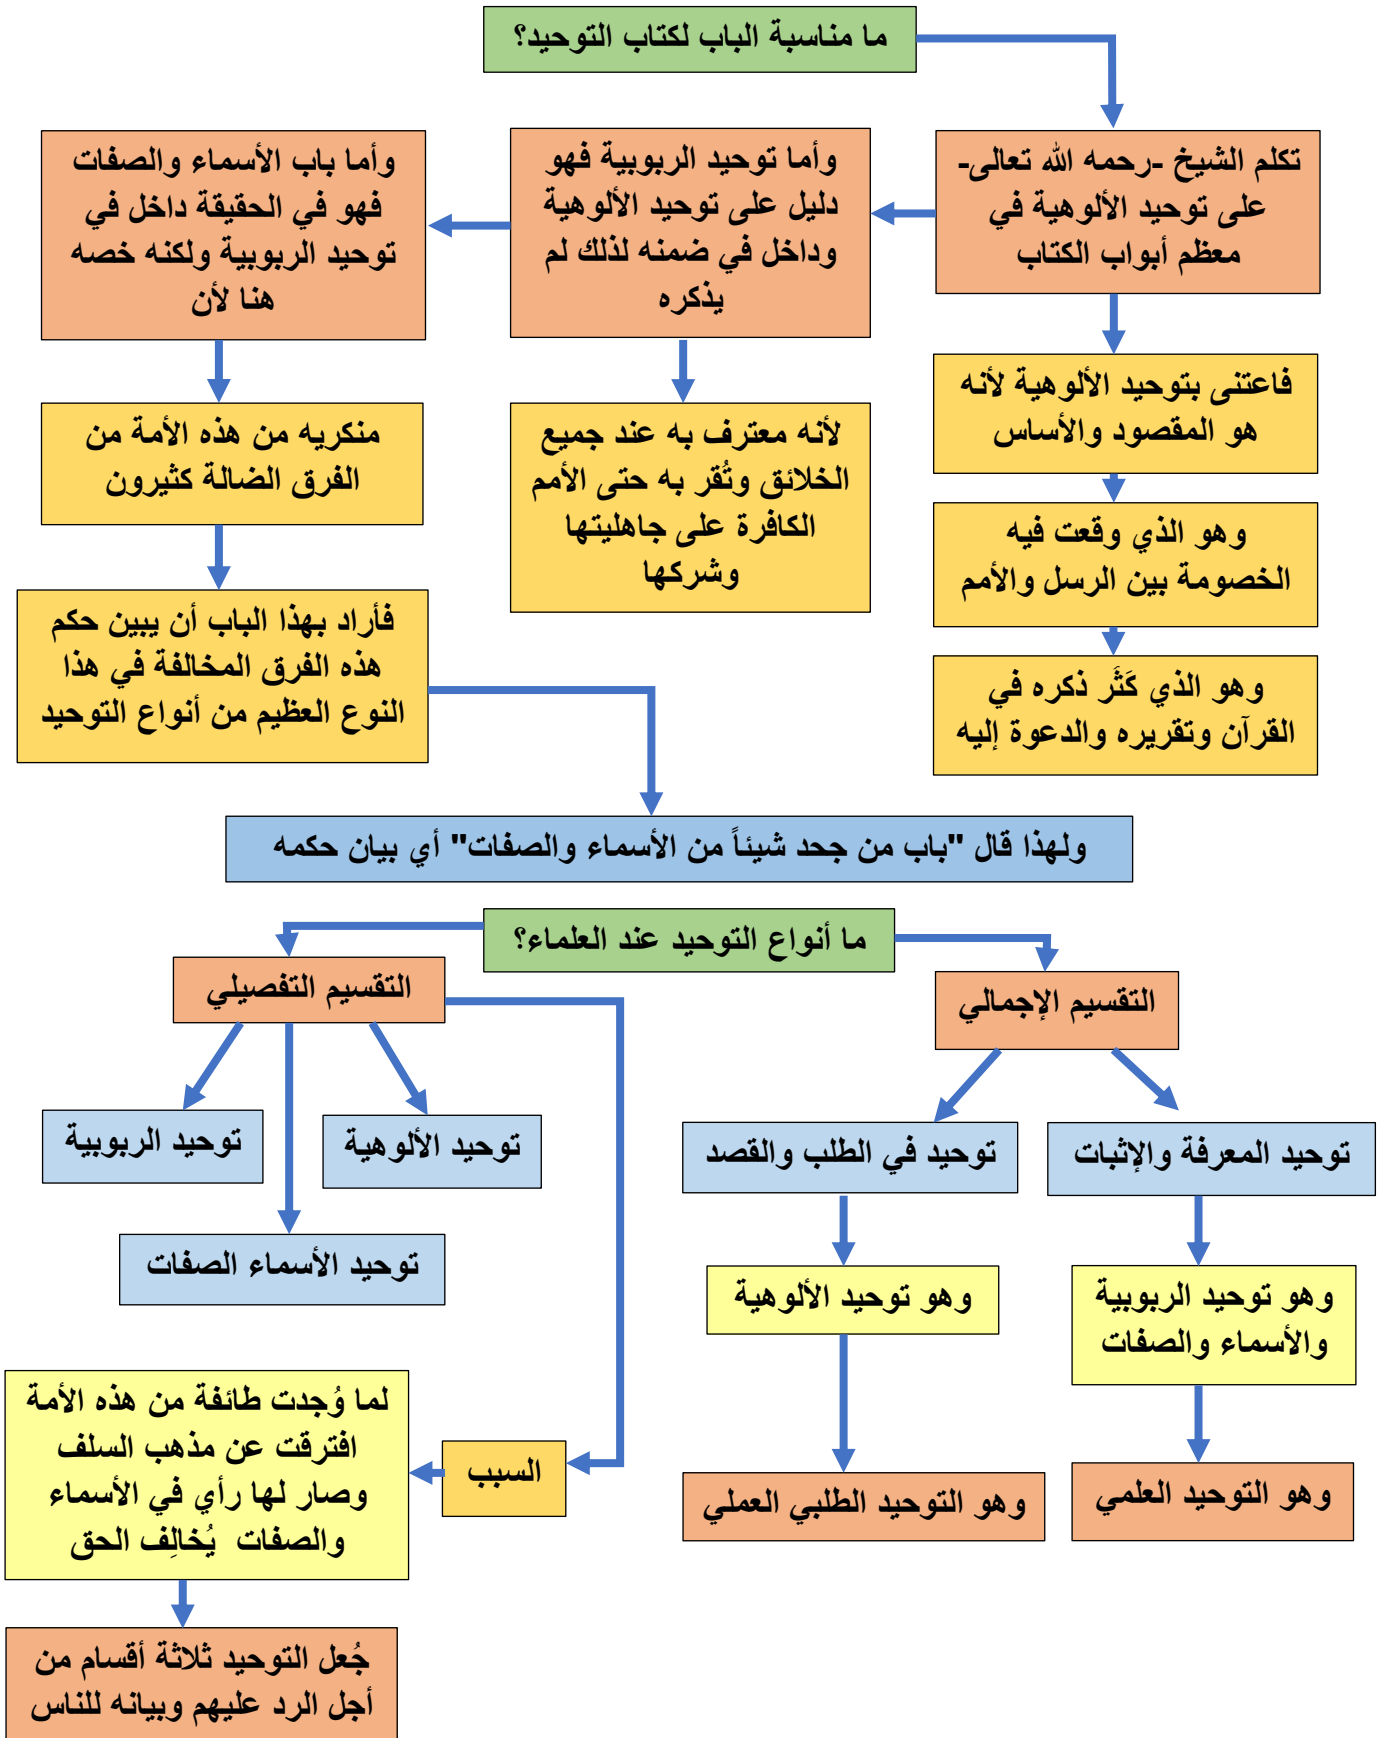 ما مناسبة الباب لكتاب التوحيد؟
تكلم الشيخ -رحمه الله تعالى-
على توحيد الألوهية في
معظم أبواب الكتاب
فاعتنى بتوحيد الألوهية لأنه
هو المقصود والأساس
وهو الذي وقعت فيه
الخصومة بين الرسل والأمم
وهو الذي كَثُر ذكره في
القرآن وتقريره والدعوة إليه
وأما توحيد الربوبية فهو
دليل على توحيد الألوهية
وداخل في ضمنه لذلك لم
يذكره
لأنه معترف به عند جميع
الخلائق وتُقر به حتى الأمم
الكافرة على جاهليتها
وشركها
وأما باب الأسماء والصفات
فهو في الحقيقة داخل في
توحيد الربوبية ولكنه خصه
هنا لأن
منكريه من هذه الأمة من
الفرق الضالة كثيرون
فأراد بهذا الباب أن يبين حكم
هذه الفرق المخالفة في هذا
النوع العظيم من أنواع التوحيد
ولهذا قال "باب من جحد شيئاً من الأسماء والصفات" أي بيان حكمه
ما أنواع التوحيد عند العلماء؟
التقسيم الإجمالي
توحيد المعرفة والإثبات
وهو توحيد الربوبية
والأسماء والصفات
وهو التوحيد العلمي
توحيد في الطلب والقصد
وهو توحيد الألوهية
وهو التوحيد الطلبي العملي
التقسيم التفصيلي
توحيد الألوهية
توحيد الربوبية
توحيد الأسماء الصفات
السبب
لما وُجدت طائفة من هذه الأمة
افترقت عن مذهب السلف
وصار لها رأي في الأسماء
والصفات يُخالِف الحق
جُعل التوحيد ثلاثة أقسام من
أجل الرد عليهم وبيانه للناس